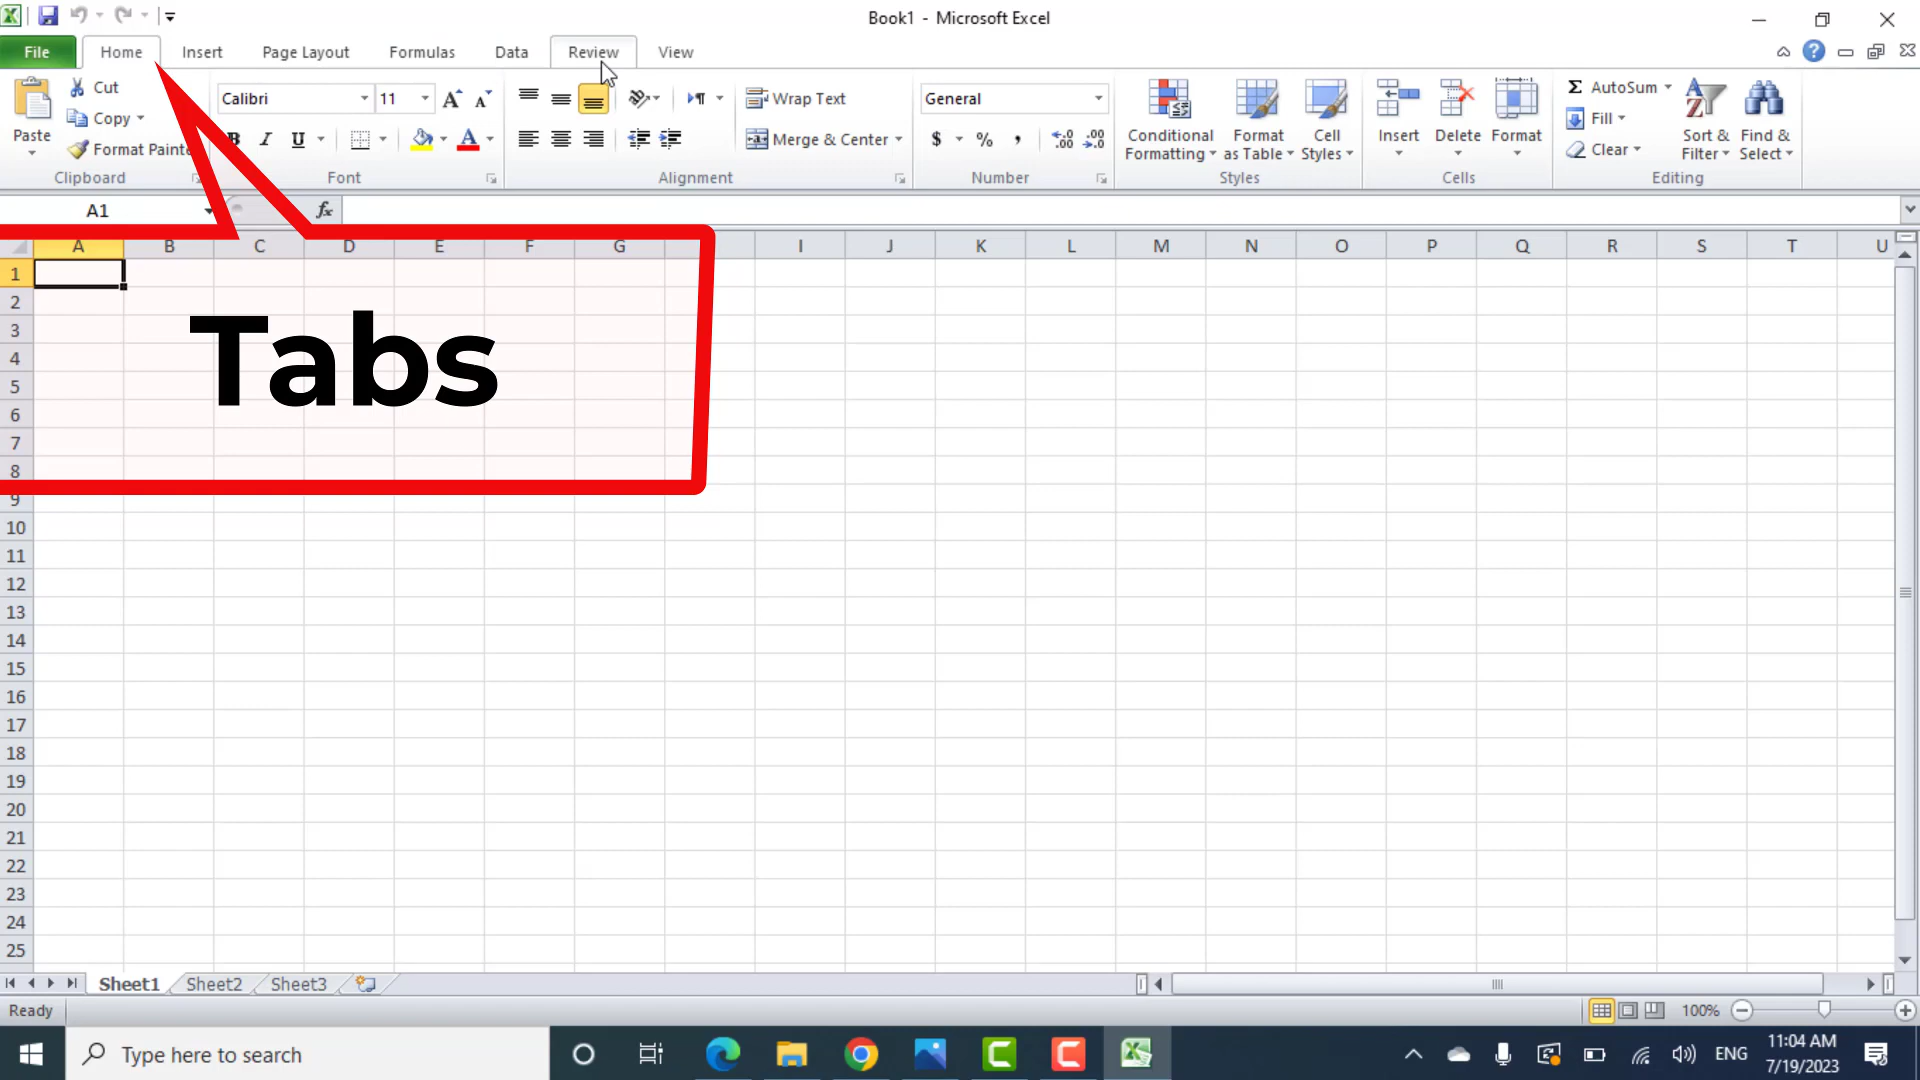 Book1 - Microsoft Excel
File Home Insert Page Layout Formulas Data Review View
Paste
Cut
Copy
Format Painte
Clipboard
Calibri 11 A A
B I U A
Font
Wrap Text
Merge & Center
Alignment
General
$ % , .00 .00
Number
Conditional Formatting
Format as Table
Cell Styles
Styles
Insert Delete Format
Cells
Σ AutoSum
Fill
Clear
Sort & Filter
Find & Select
Editing
A1 fx
A B C D E F G I J K L M N O P Q R S T U
1
2
3
4
5
6
7
8
9
10
11
12
13
14
15
16
17
18
19
20
21
22
23
24
25
Tabs
Sheet1 Sheet2 Sheet3
Ready 100%
Type here to search
ENG
11:04 AM
7/19/2023